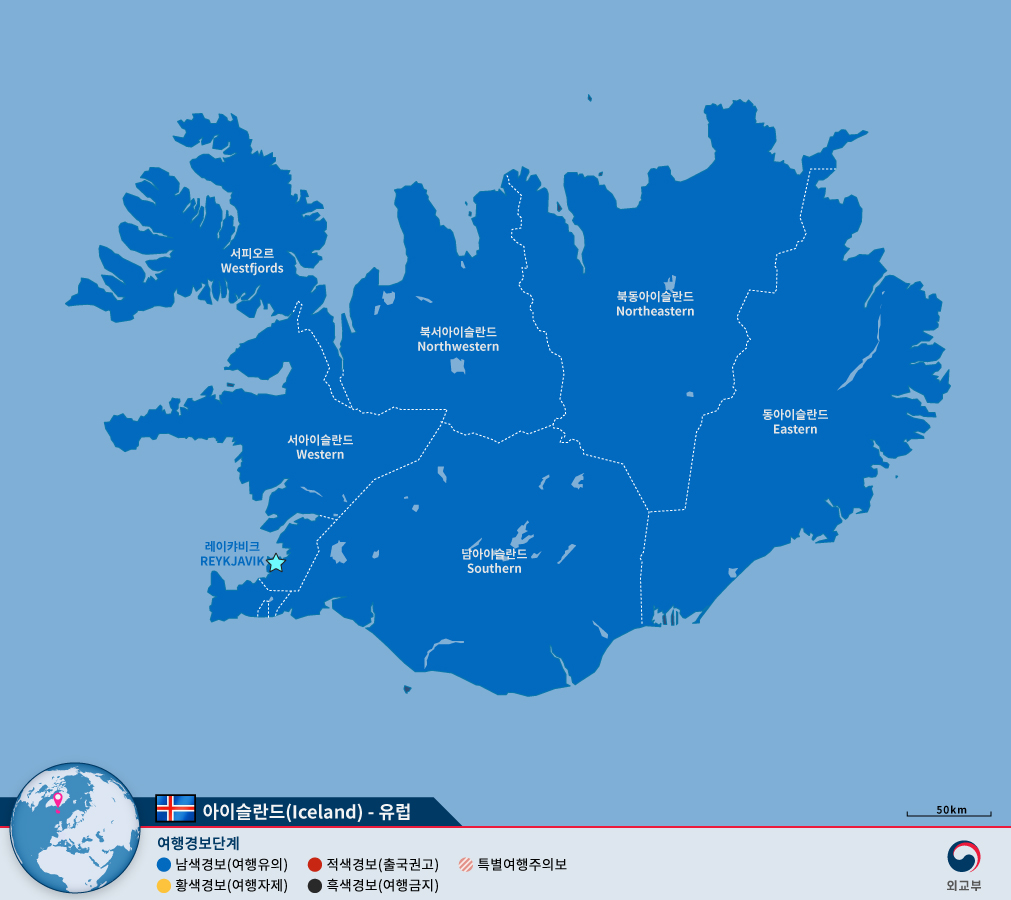 서피오르
Westfjords
북동아이슬란드
Northeastern
북서아이슬란드
Northwestern
동아이슬란드
Eastern
서아이슬란드
Western
레이캬비크
REYKJAVIK
남아이슬란드
Southern
아이슬란드(Iceland) - 유럽
50km
여행경보단계
남색경보(여행유의)
적색경보(출국권고)
특별여행주의보
황색경보(여행자제)
흑색경보(여행금지)
외교부